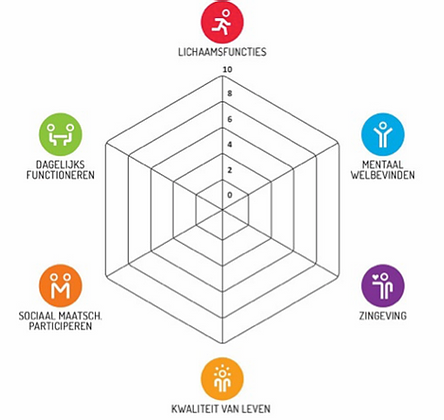 LICHAAMSFUNCTIES
10
8
6
4
2
0
DAGELIJKS
FUNCTIONEREN
MENTAAL
WELBEVINDEN
SOCIAAL MAATSCH.
PARTICIPEREN
ZINGEVING
KWALITEIT VAN LEVEN